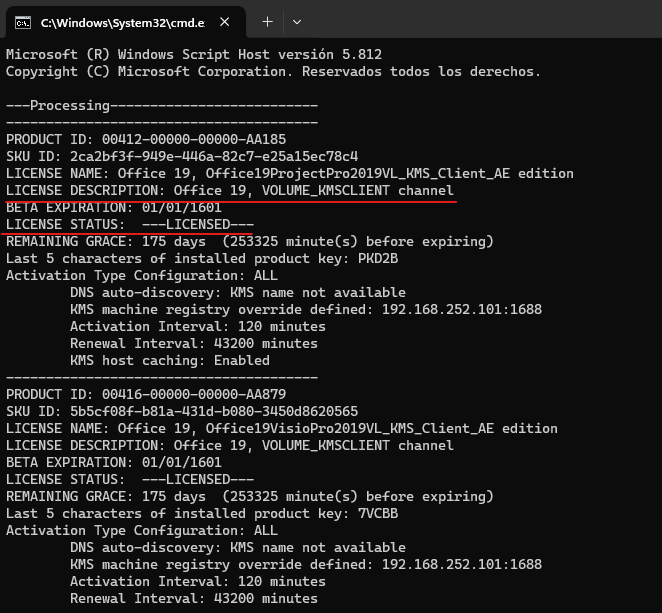 C:\Windows\System32\cmd.e
Microsoft (R) Windows Script Host versión 5.812
Copyright (C) Microsoft Corporation. Reservados todos los derechos.
---Processing--------------------------
---------------------------------------
PRODUCT ID: 00412-00000-00000-AA185
SKU ID: 2ca2bf3f-949e-446a-82c7-e25a15ec78c4
LICENSE NAME: Office 19, Office19ProjectPro2019VL_KMS_Client_AE edition
LICENSE DESCRIPTION: Office 19, VOLUME_KMSCLIENT channel
BETA EXPIRATION: 01/01/1601
LICENSE STATUS:  ---LICENSED---
REMAINING GRACE: 175 days  (253325 minute(s) before expiring)
Last 5 characters of installed product key: PKD2B
Activation Type Configuration: ALL
        DNS auto-discovery: KMS name not available
        KMS machine registry override defined: 192.168.252.101:1688
        Activation Interval: 120 minutes
        Renewal Interval: 43200 minutes
        KMS host caching: Enabled
---------------------------------------
PRODUCT ID: 00416-00000-00000-AA879
SKU ID: 5b5cf08f-b81a-431d-b080-3450d8620565
LICENSE NAME: Office 19, Office19VisioPro2019VL_KMS_Client_AE edition
LICENSE DESCRIPTION: Office 19, VOLUME_KMSCLIENT channel
BETA EXPIRATION: 01/01/1601
LICENSE STATUS:  ---LICENSED---
REMAINING GRACE: 175 days  (253325 minute(s) before expiring)
Last 5 characters of installed product key: 7VCBB
Activation Type Configuration: ALL
        DNS auto-discovery: KMS name not available
        KMS machine registry override defined: 192.168.252.101:1688
        Activation Interval: 120 minutes
        Renewal Interval: 43200 minutes